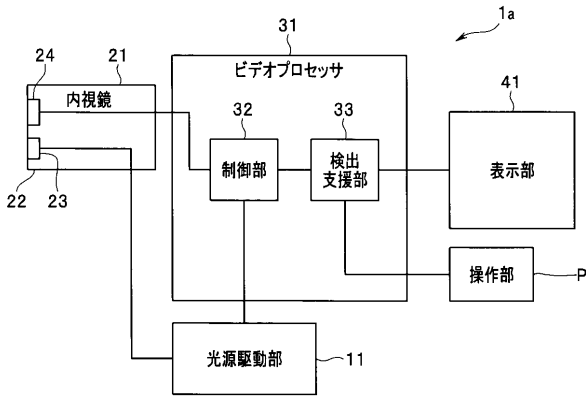 1a
31
ビデオプロセッサ
24
21
内視鏡
41
32
33
制御部
検出
支援部
表示部
22
23
操作部
P
光源駆動部
11